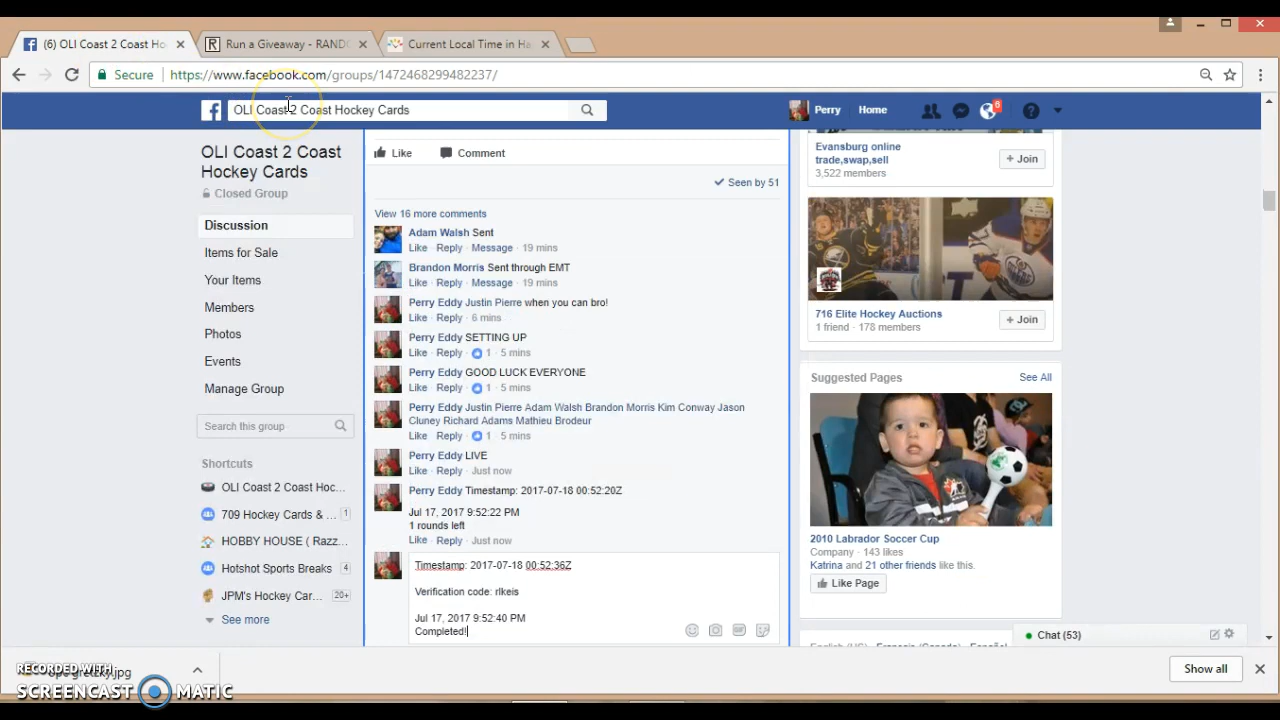 (6) OLI Coast 2 Coast Ho
Run a Giveaway - RANDO
Current Local Time in Ha
Secure
https://www.facebook.com/groups/1472468299482237/
OLI Coast 2 Coast Hockey Cards
Perry
Home
6
OLI Coast 2 Coast
Hockey Cards
Closed Group
Discussion
Items for Sale
Your Items
Members
Photos
Events
Manage Group
Search this group
Shortcuts
OLI Coast 2 Coast Hoc...
709 Hockey Cards & ... 1
HOBBY HOUSE ( Razz...
Hotshot Sports Breaks 4
JPM's Hockey Car... 20+
See more
Like Comment
Seen by 51
View 16 more comments
Adam Walsh Sent
Like · Reply · Message · 19 mins
Brandon Morris Sent through EMT
Like · Reply · Message · 19 mins
Perry Eddy Justin Pierre when you can bro!
Like · Reply · 6 mins
Perry Eddy SETTING UP
Like · Reply · 1 · 5 mins
Perry Eddy GOOD LUCK EVERYONE
Like · Reply · 1 · 5 mins
Perry Eddy Justin Pierre Adam Walsh Brandon Morris Kim Conway Jason
Cluney Richard Adams Mathieu Brodeur
Like · Reply · 1 · 5 mins
Perry Eddy LIVE
Like · Reply · Just now
Perry Eddy Timestamp: 2017-07-18 00:52:20Z
Jul 17, 2017 9:52:22 PM
1 rounds left
Like · Reply · Just now
Timestamp: 2017-07-18 00:52:36Z
Verification code: rlkeis
Jul 17, 2017 9:52:40 PM
Completed!
Evansburg online
trade,swap,sell
3,522 members
+ Join
716 Elite Hockey Auctions
1 friend · 178 members
+ Join
Suggested Pages
See All
2010 Labrador Soccer Cup
Company · 143 likes
Katrina and 21 other friends like this.
Like Page
Chat (53)
RECORDED WITH
SCREENCAST MATIC
Show all